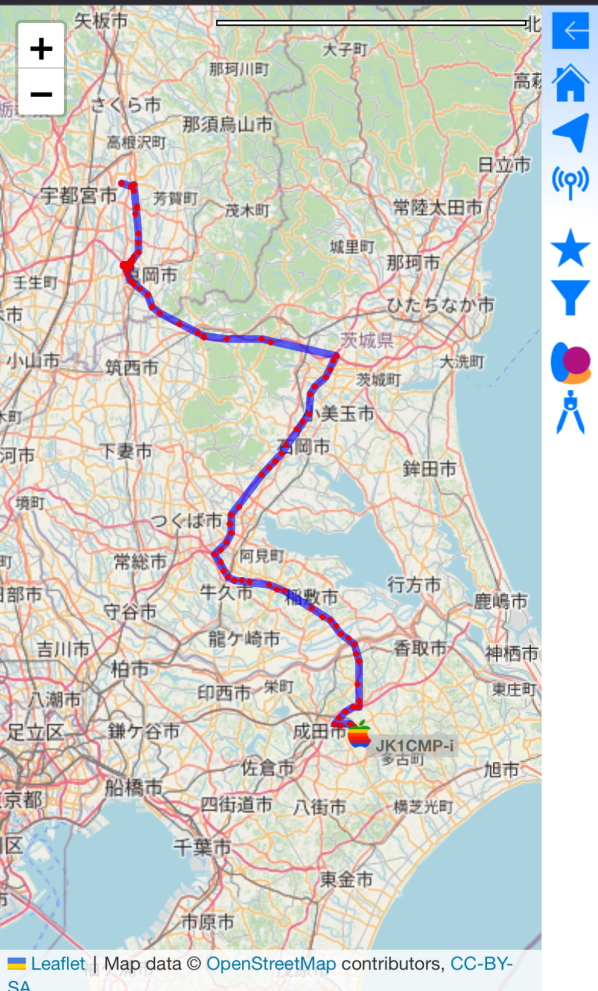 矢板市
北
大子町
那珂川町
さくら市
那須烏山市
高根沢町
日立市
宇都宮市
芳賀町
茂木町
常陸太田市
城里町
那珂市
真岡市
壬生町
ひたちなか市
茨城県
小山市
筑西市
大洗町
茨城町
小美玉市
下妻市
石岡市
鉾田市
境町
つくば市
常総市
阿見町
牛久市
稲敷市
行方市
鹿嶋市
守谷市
龍ケ崎市
香取市
吉川市
神栖市
柏市
印西市
栄町
東庄町
八潮市
足立区
鎌ケ谷市
成田市
JK1CMP-i
多古町
佐倉市
旭市
船橋市
四街道市
八街市
横芝光町
千葉市
東金市
市原市
Leaflet | Map data © OpenStreetMap contributors, CC-BY-
SA